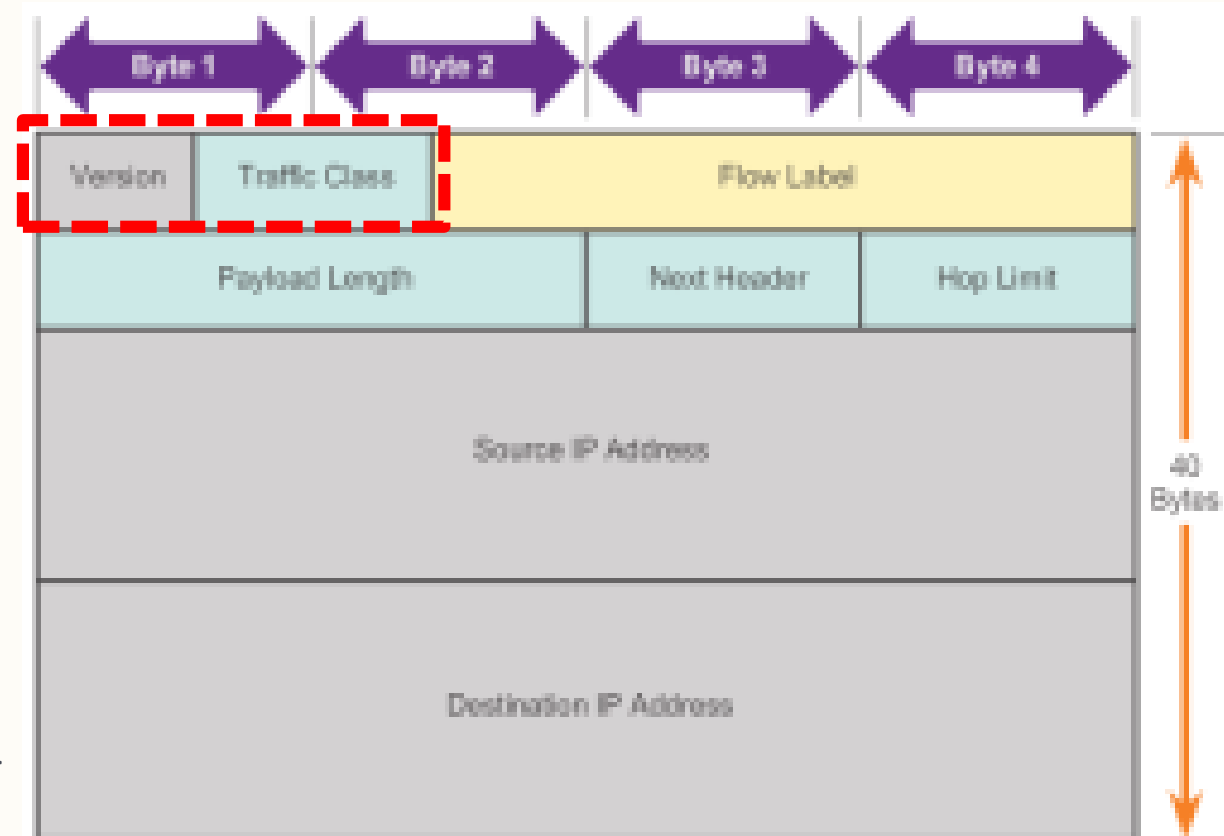 Byte 1 Byte 2 Byte 3 Byte 4
Version Traffic Class Flow Label
Payload Length Next Header Hop Limit
Source IP Address
40
Bytes
Destination IP Address